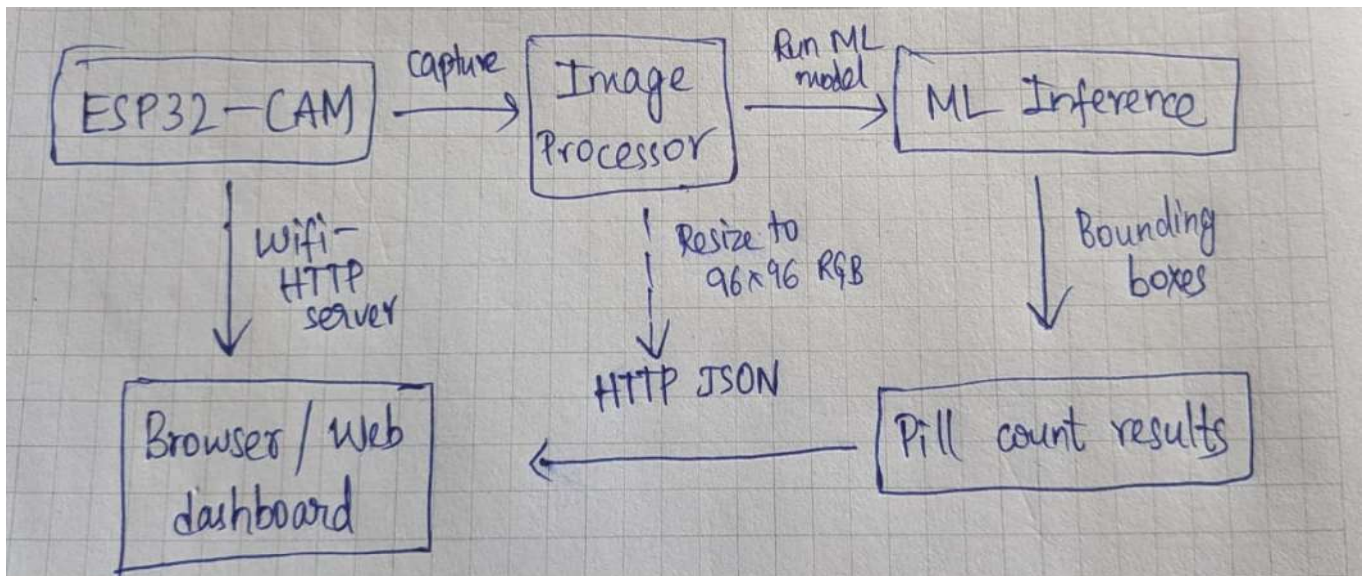 ESP32-CAM
capture
Image
Processor
Run ML
model
ML Inference
Wifi-
HTTP
server
Resize to
96x96 RGB
Bounding
boxes
Browser/Web
dashboard
HTTP JSON
Pill count results